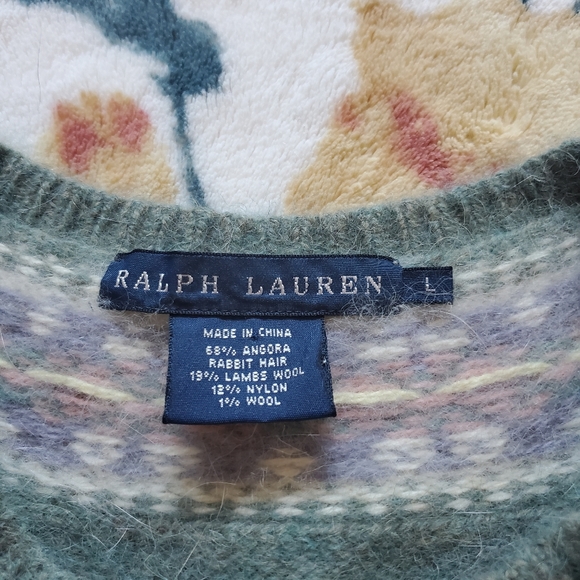 RALPH LAUREN L
MADE IN CHINA
68% ANGORA
RABBIT HAIR
19% LAMBS WOOL
12% NYLON
1% WOOL